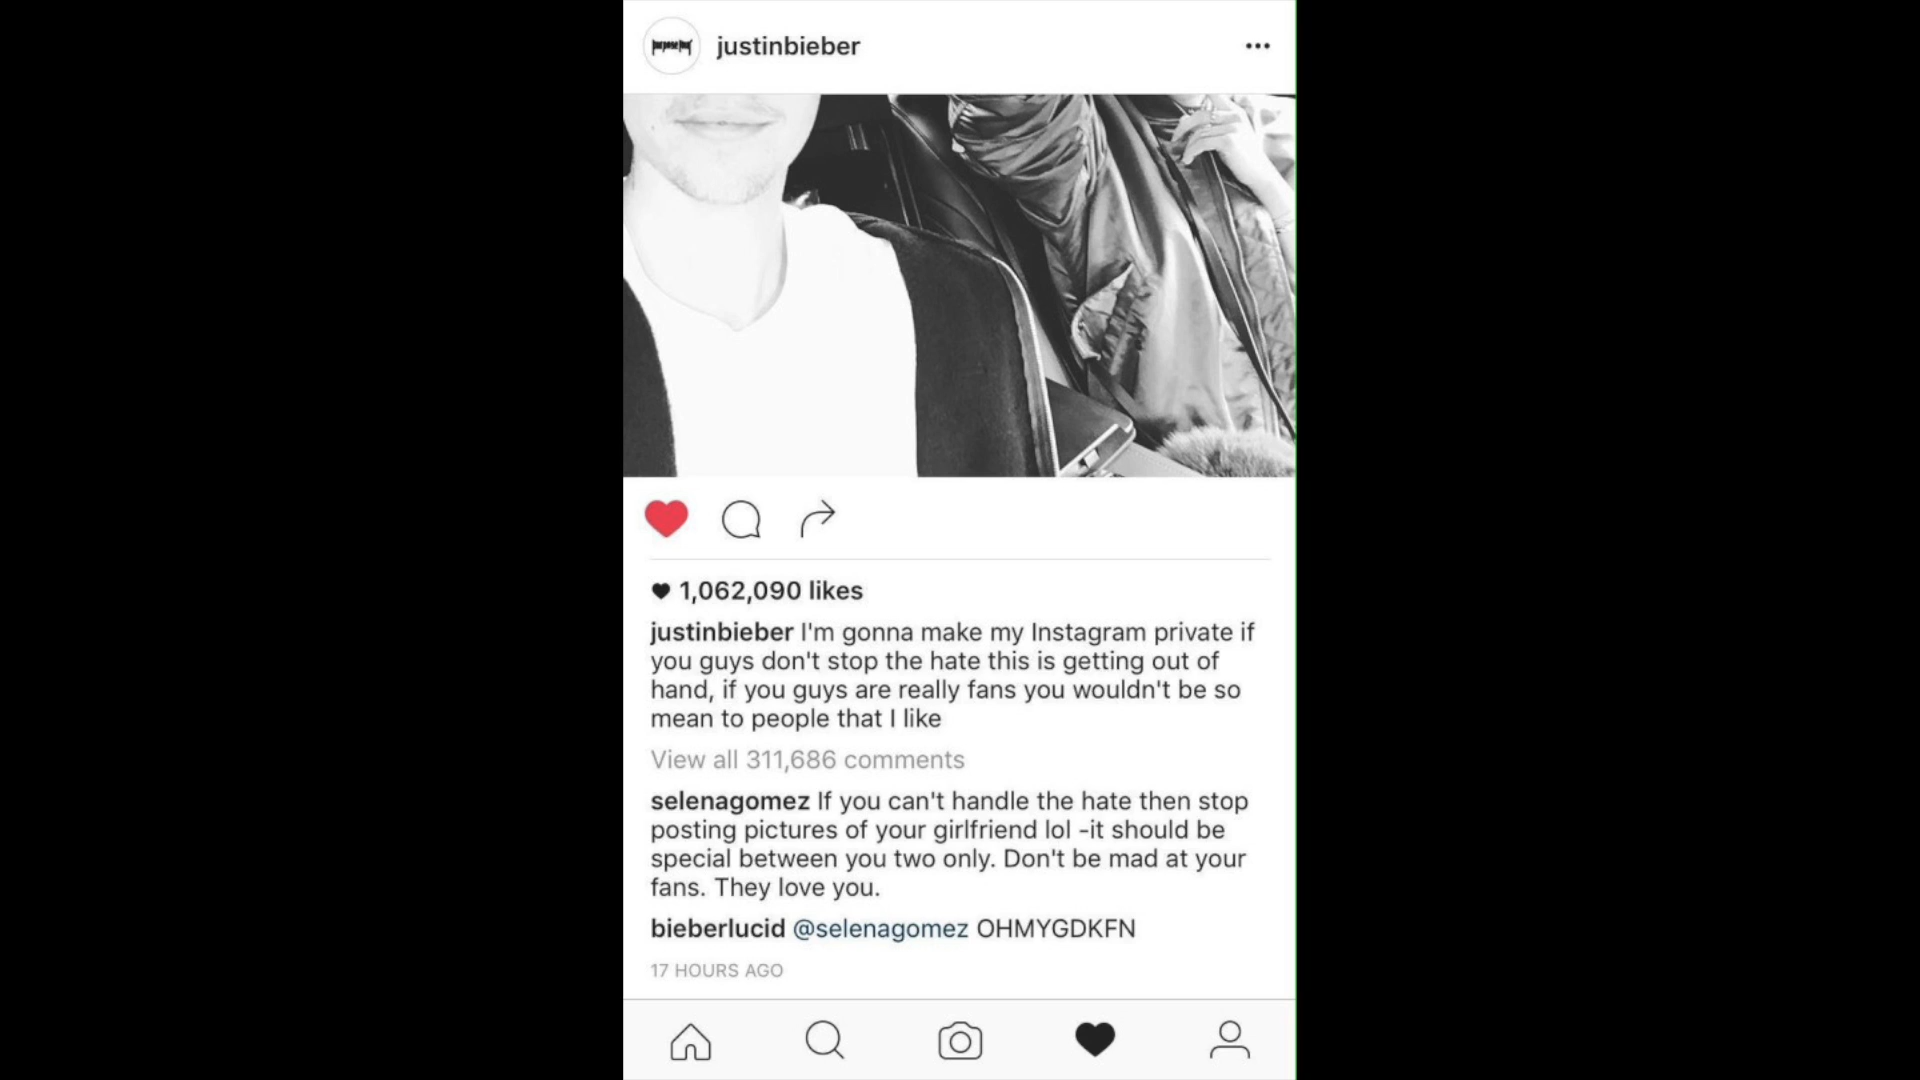 justinbieber
1,062,090 likes
justinbieber I'm gonna make my Instagram private if
you guys don't stop the hate this is getting out of
hand, if you guys are really fans you wouldn't be so
mean to people that I like
View all 311,686 comments
selenagomez If you can't handle the hate then stop
posting pictures of your girlfriend lol -it should be
special between you two only. Don't be mad at your
fans. They love you.
bieberlucid @selenagomez OHMYGDKFN
17 HOURS AGO